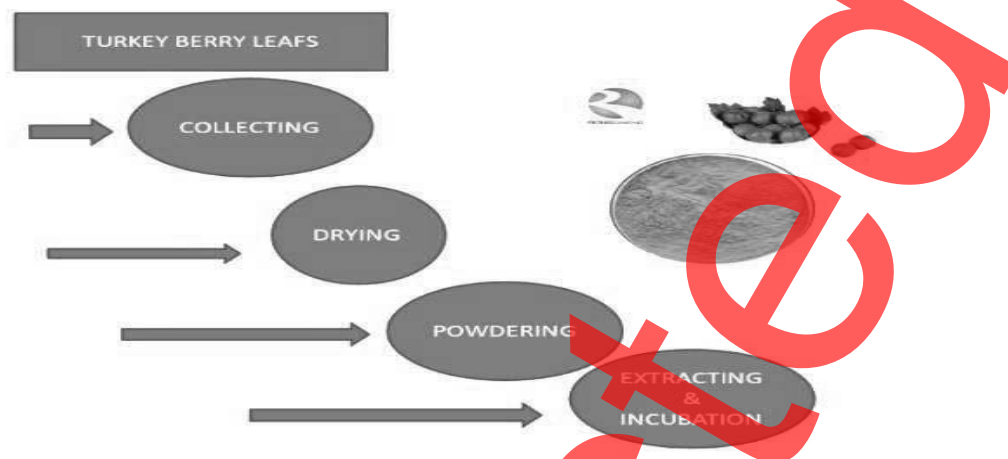 TURKEY BERRY LEAFS
COLLECTING
DRYING
POWDERING
EXTRACTING
&
INCUBATION